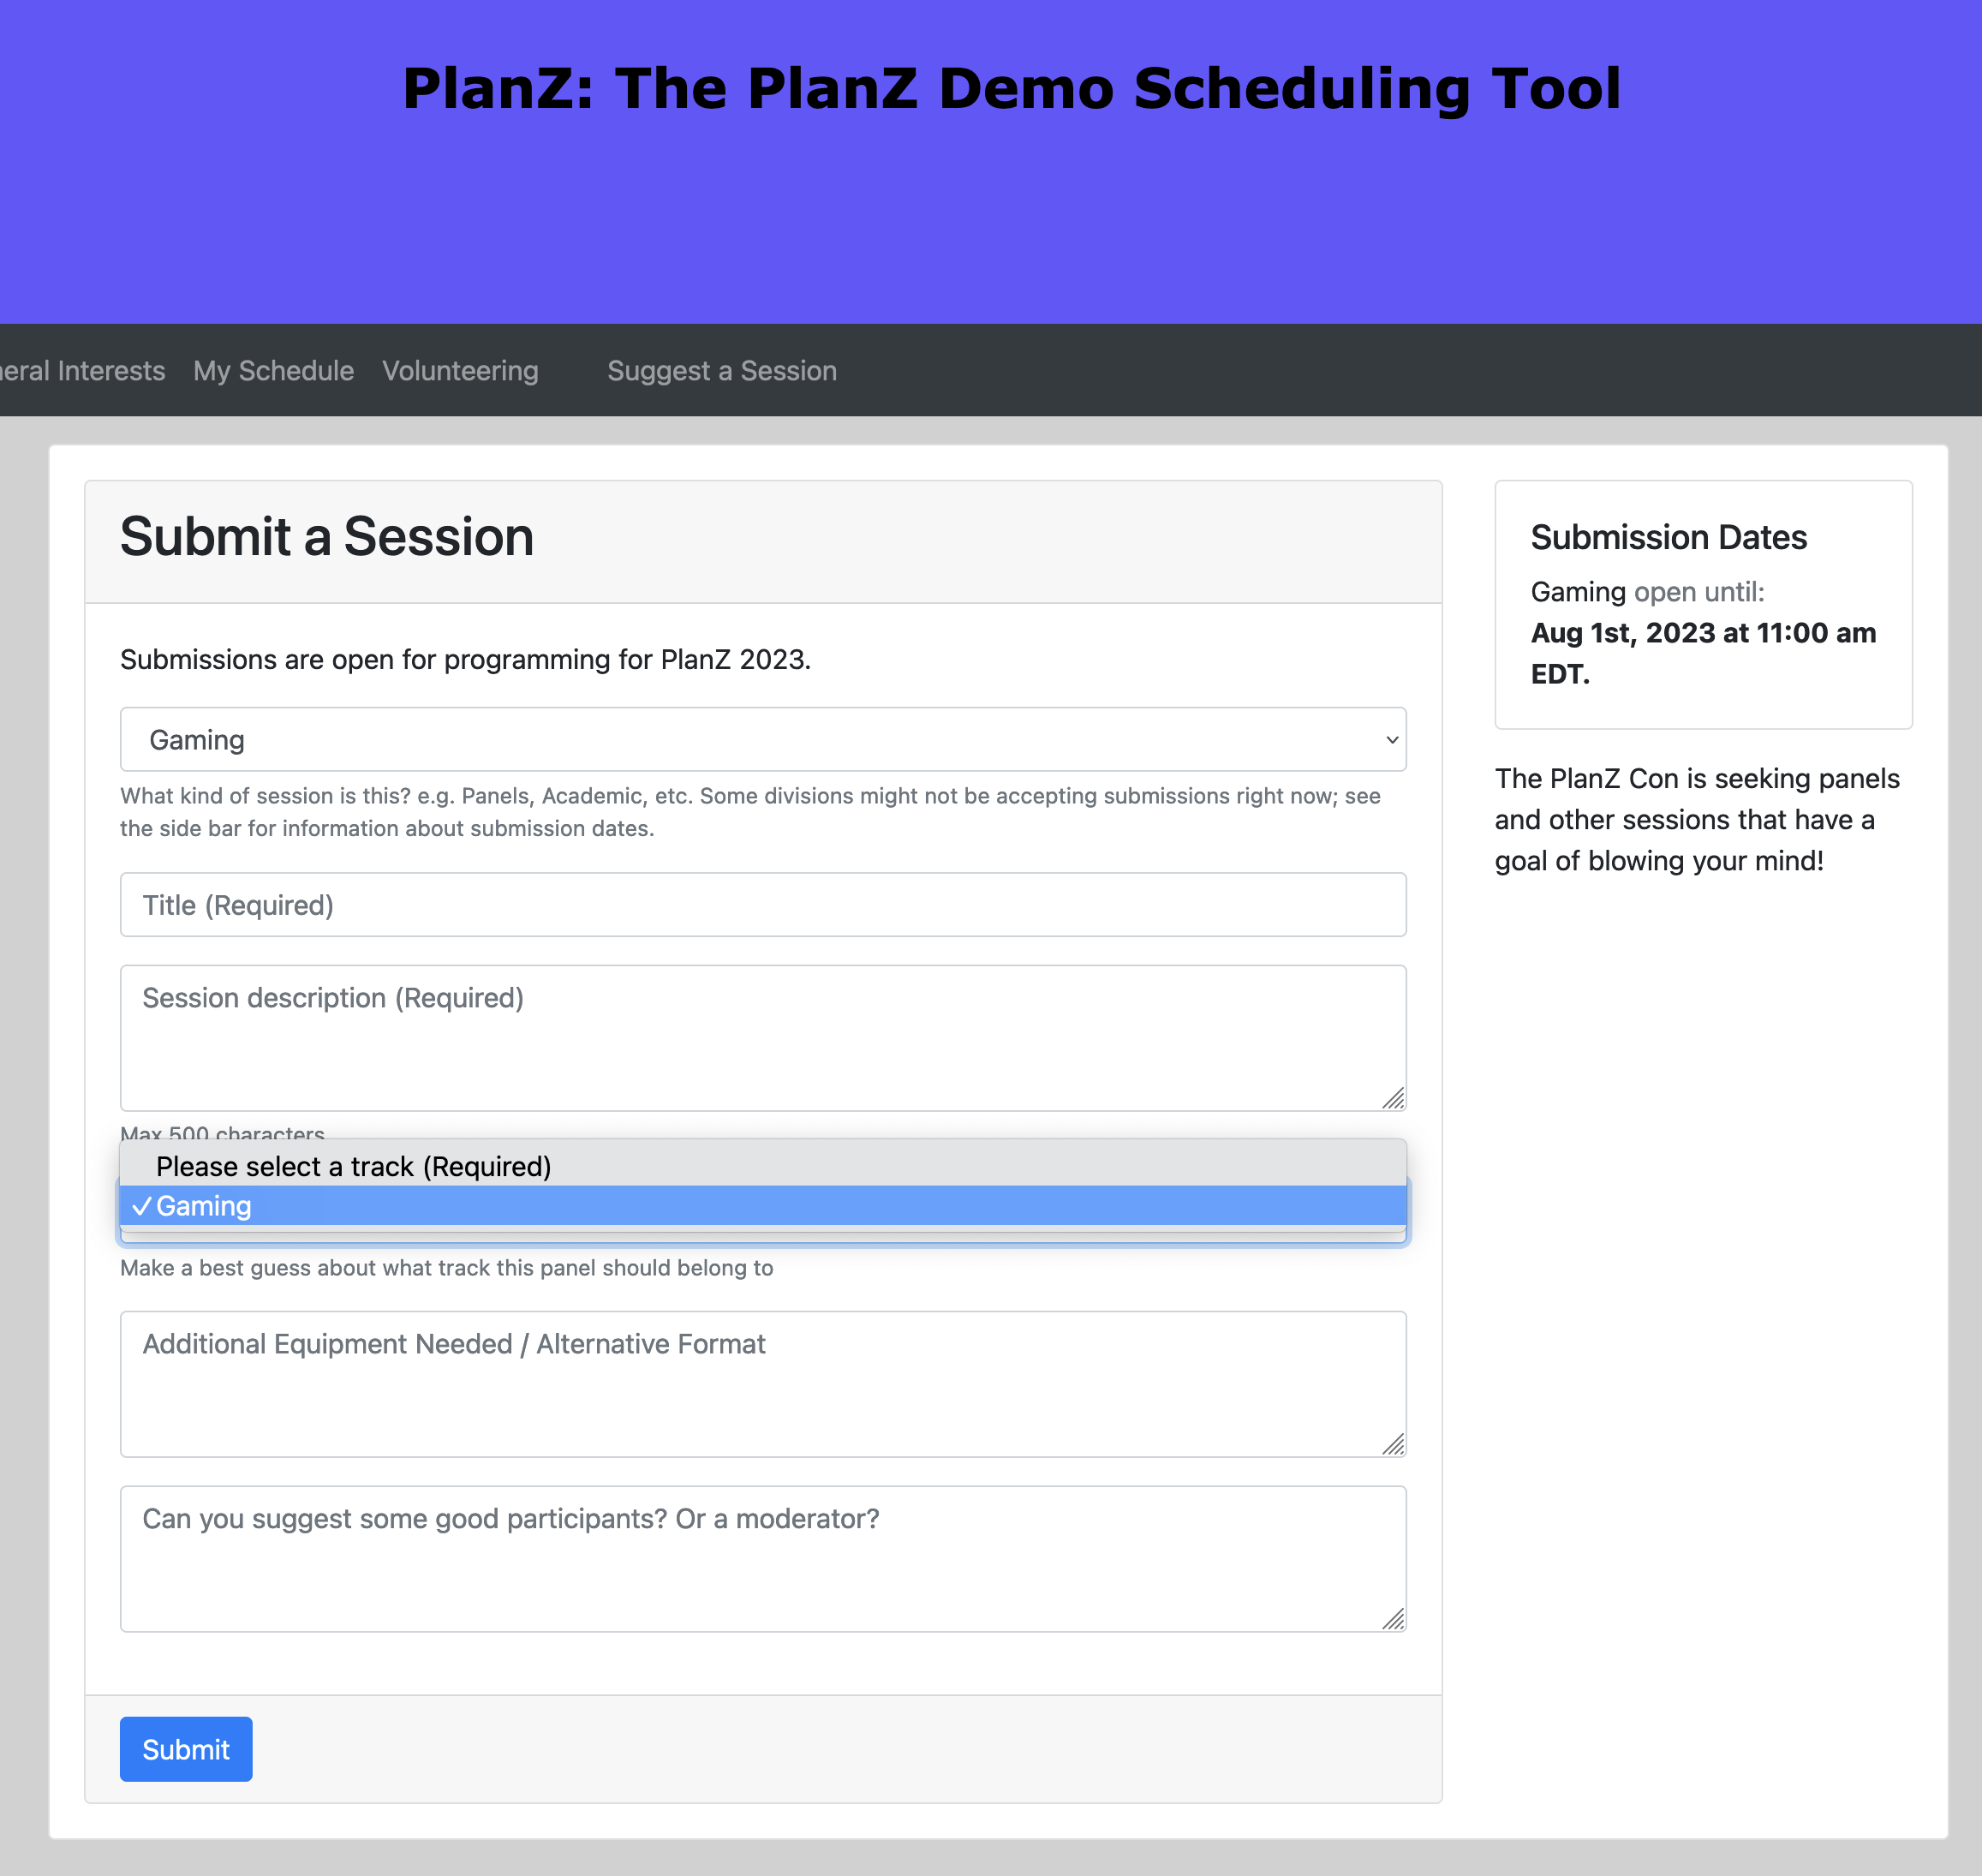 PlanZ: The PlanZ Demo Scheduling Tool
Interests My Schedule Volunteering Suggest a Session
Submit a Session
Submissions are open for programming for PlanZ 2023.
Gaming
What kind of session is this? e.g. Panels, Academic, etc. Some divisions might not be accepting submissions right now; see
the side bar for information about submission dates.
Title (Required)
Session description (Required)
Max 500 characters
Please select a track (Required)
✓ Gaming
Make a best guess about what track this panel should belong to
Additional Equipment Needed / Alternative Format
Can you suggest some good participants? Or a moderator?
Submit
Submission Dates
Gaming open until:
Aug 1st, 2023 at 11:00 am
EDT.
The PlanZ Con is seeking panels
and other sessions that have a
goal of blowing your mind!